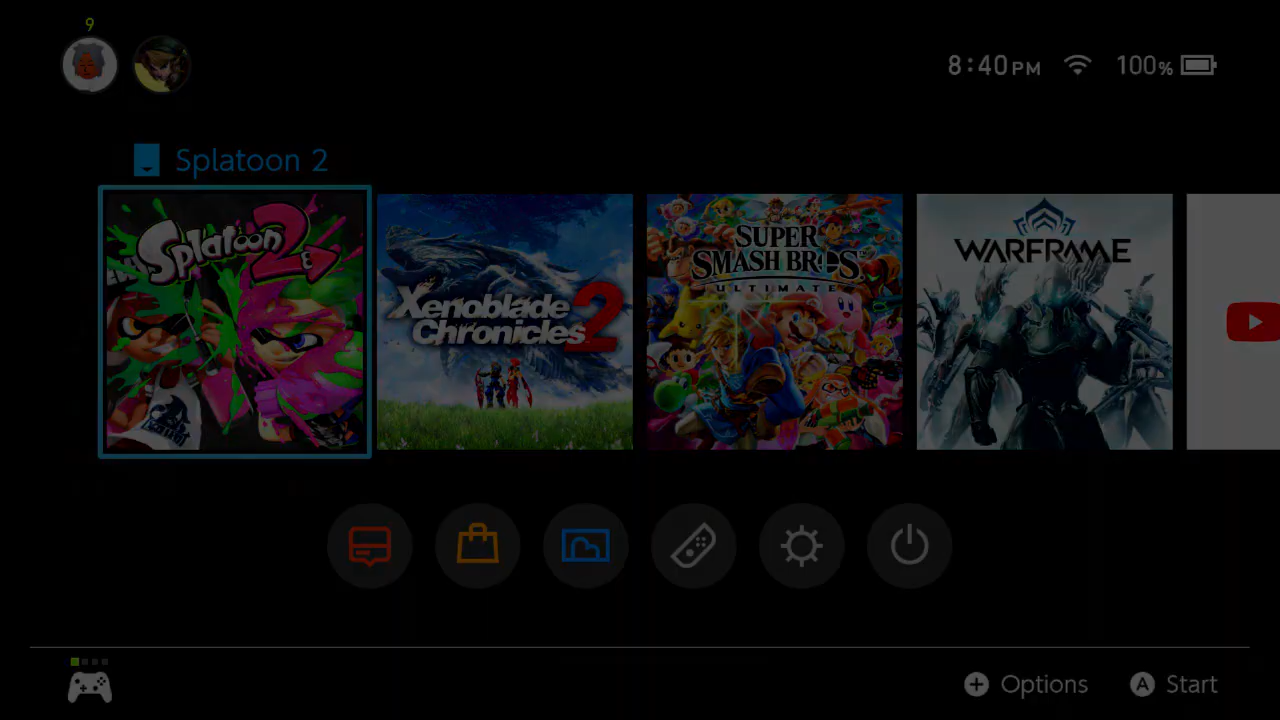 9
8:40PM
100%
Splatoon 2
Splatoon 2
Xenoblade
Chronicles 2
SUPER
SMASH BROS.
ULTIMATE
WARFRAME
Options
A Start